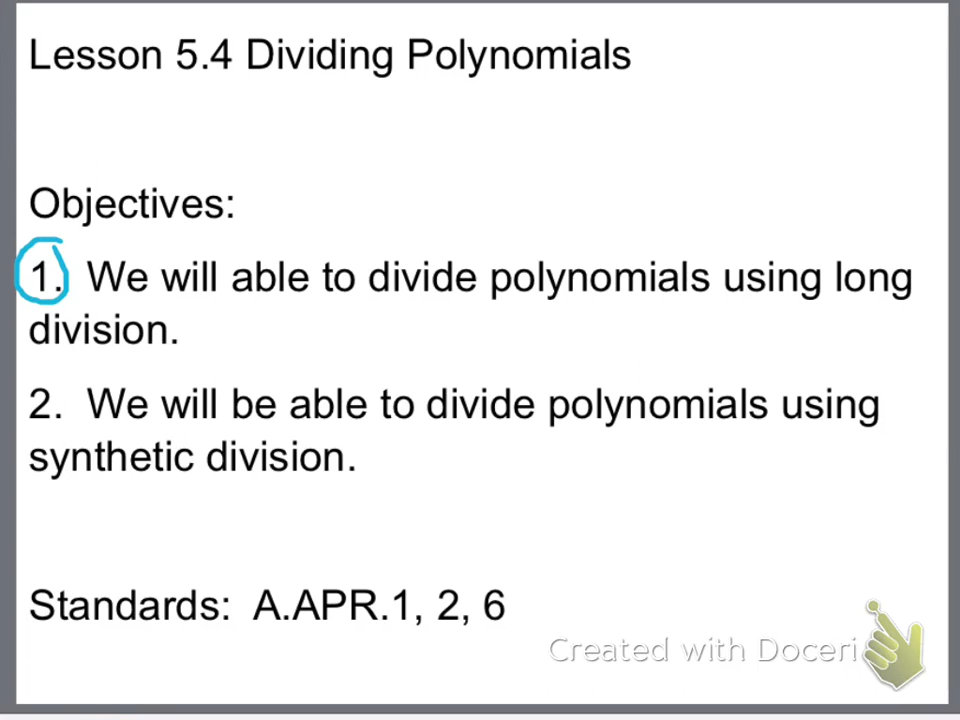 Lesson 5.4 Dividing Polynomials
Objectives:
1. We will able to divide polynomials using long
division.
2. We will be able to divide polynomials using
synthetic division.
Standards: A.APR.1, 2, 6
Created with Doceri